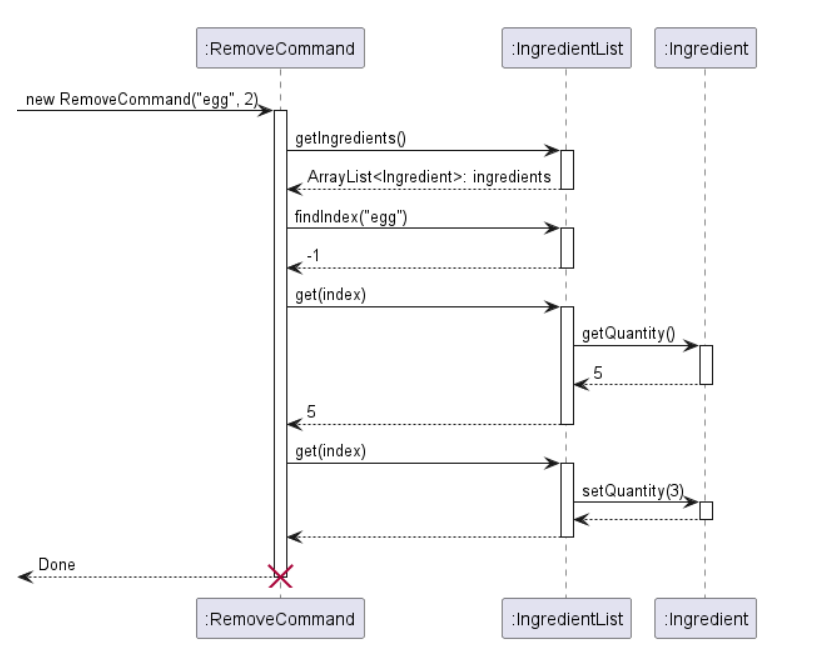 :RemoveCommand :IngredientList :Ingredient
new RemoveCommand("egg", 2)
getIngredients()
ArrayList<Ingredient>: ingredients
findIndex("egg")
-1
get(index)
getQuantity()
5
5
get(index)
setQuantity(3)
Done
:RemoveCommand :IngredientList :Ingredient